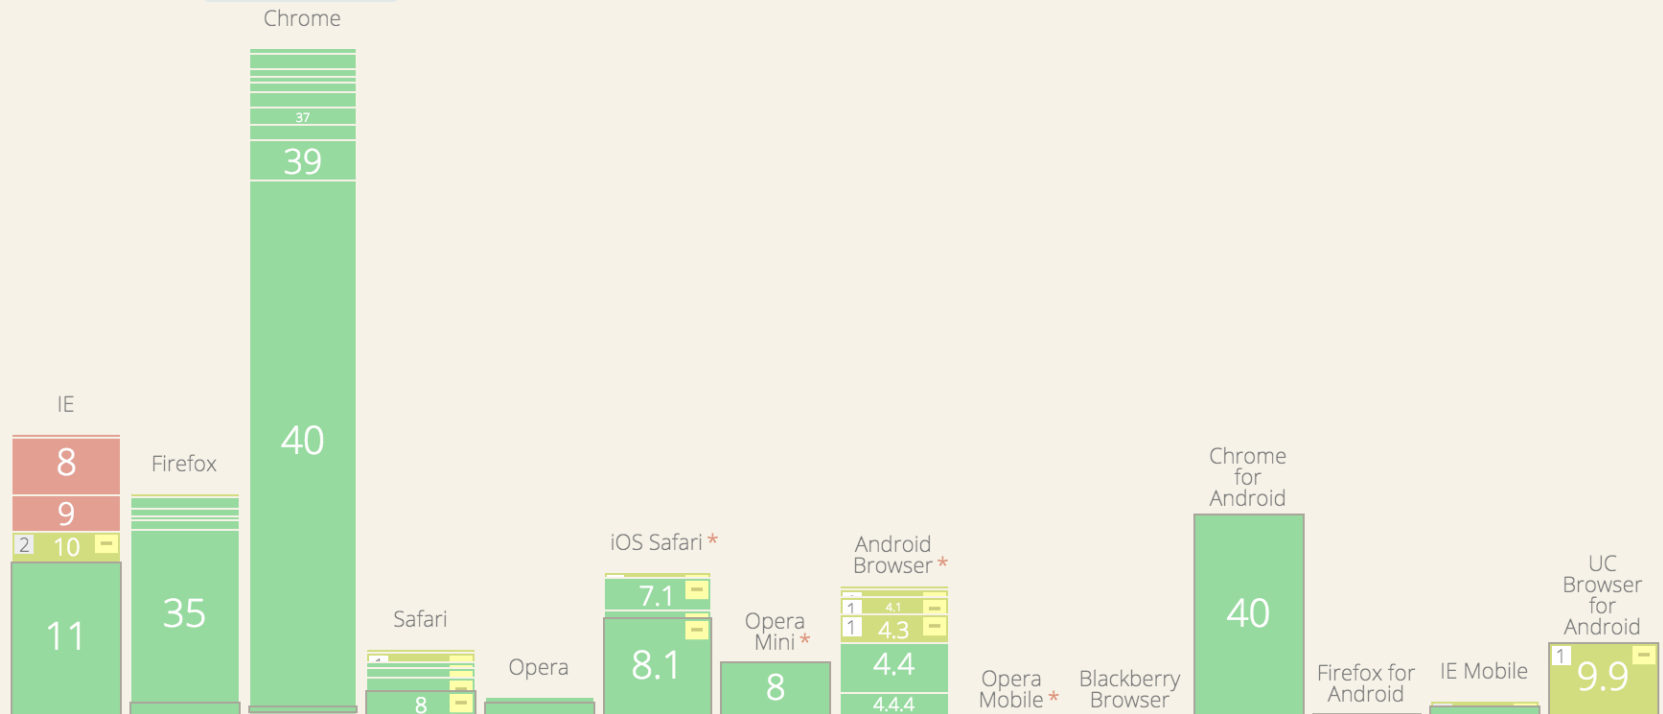 Chrome
37
39
40
IE
8
9
2 10 -
11
Firefox
35
Safari
8 -
Opera
iOS Safari *
7.1 -
-
8.1
Opera
Mini *
8
Android
Browser *
1 4.1 -
1 4.3 -
4.4
4.4.4
Opera
Mobile *
Blackberry
Browser
Chrome
for
Android
40
Firefox for
Android
IE Mobile
UC
Browser
for
Android
1 9.9 -